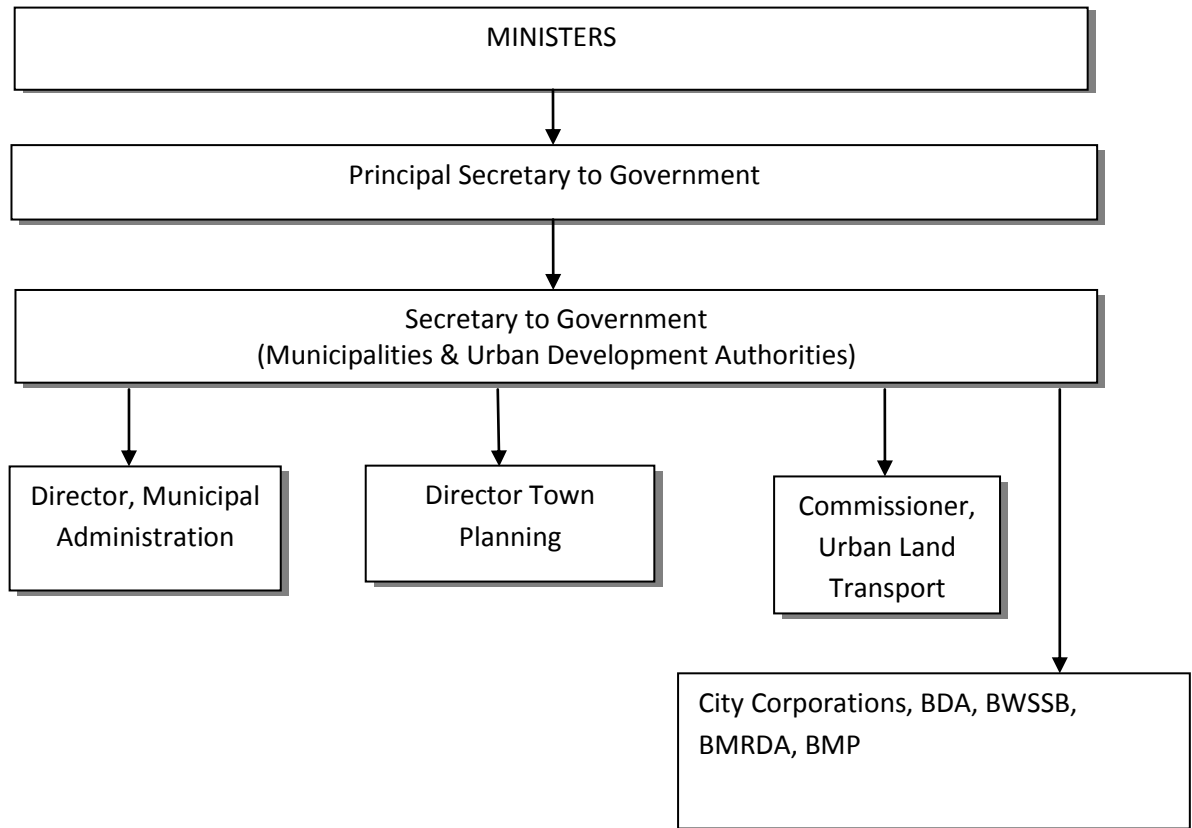 MINISTERS
Principal Secretary to Government
Secretary to Government
(Municipalities & Urban Development Authorities)
Director, Municipal
Administration
Director Town
Planning
Commissioner,
Urban Land
Transport
City Corporations, BDA, BWSSB,
BMRDA, BMP